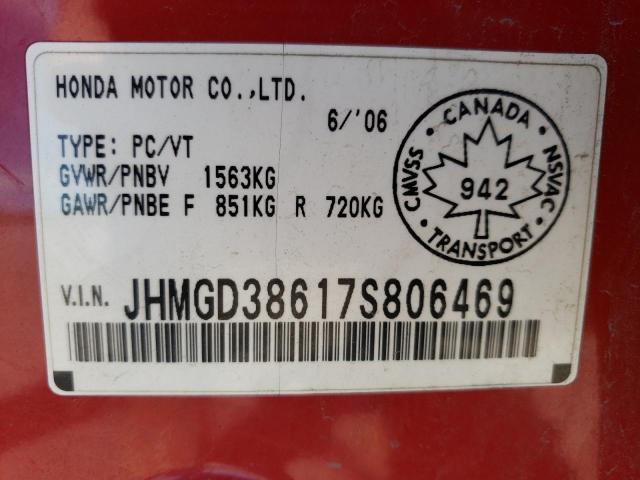 HONDA MOTOR CO.,LTD.
6/'06
TYPE: PC/VT
GVWR/PNBV 1563KG
GAWR/PNBE F 851KG R 720KG
V.I.N. JHMGD38617S806469
CANADA
CMVSS
NSVAC
942
TRANSPORT